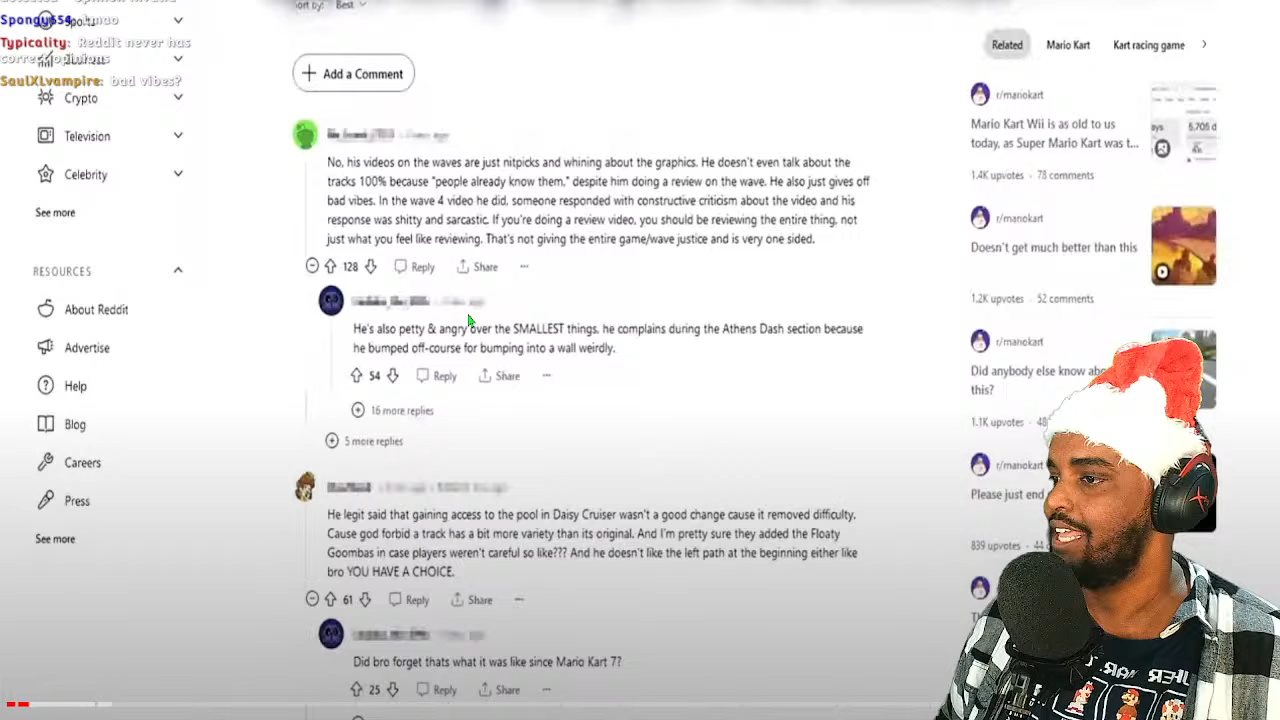 Spongy654: lmao
Typicality: Reddit never has
correct opinions
SaulXLvampire: bad vibes?
Crypto
Television
Celebrity
See more
RESOURCES
About Reddit
Advertise
Help
Blog
Careers
Press
See more
Sort by: Best
Add a Comment
No, his videos on the waves are just nitpicks and whining about the graphics. He doesn't even talk about the
tracks 100% because "people already know them," despite him doing a review on the wave. He also just gives off
bad vibes. In the wave 4 video he did, someone responded with constructive criticism about the video and his
response was shitty and sarcastic. If you're doing a review video, you should be reviewing the entire thing, not
just what you feel like reviewing. That's not giving the entire game/wave justice and is very one sided.
128 Reply Share ...
He's also petty & angry over the SMALLEST things, he complains during the Athens Dash section because
he bumped off-course for bumping into a wall weirdly.
54 Reply Share ...
16 more replies
5 more replies
He legit said that gaining access to the pool in Daisy Cruiser wasn't a good change cause it removed difficulty.
Cause god forbid a track has a bit more variety than its original. And I'm pretty sure they added the Floaty
Goombas in case players weren't careful so like??? And he doesn't like the left path at the beginning either like
bro YOU HAVE A CHOICE.
61 Reply Share ...
Did bro forget thats what it was like since Mario Kart 7?
25 Reply Share ...
Related Mario Kart Kart racing game
r/mariokart
Mario Kart Wii is as old to us
today, as Super Mario Kart was t...
1.4K upvotes · 78 comments
5,705 d
r/mariokart
Doesn't get much better than this
1.2K upvotes · 52 comments
r/mariokart
Did anybody else know
this?
1.1K upvotes
r/mariokart
Please just end
839 upvotes